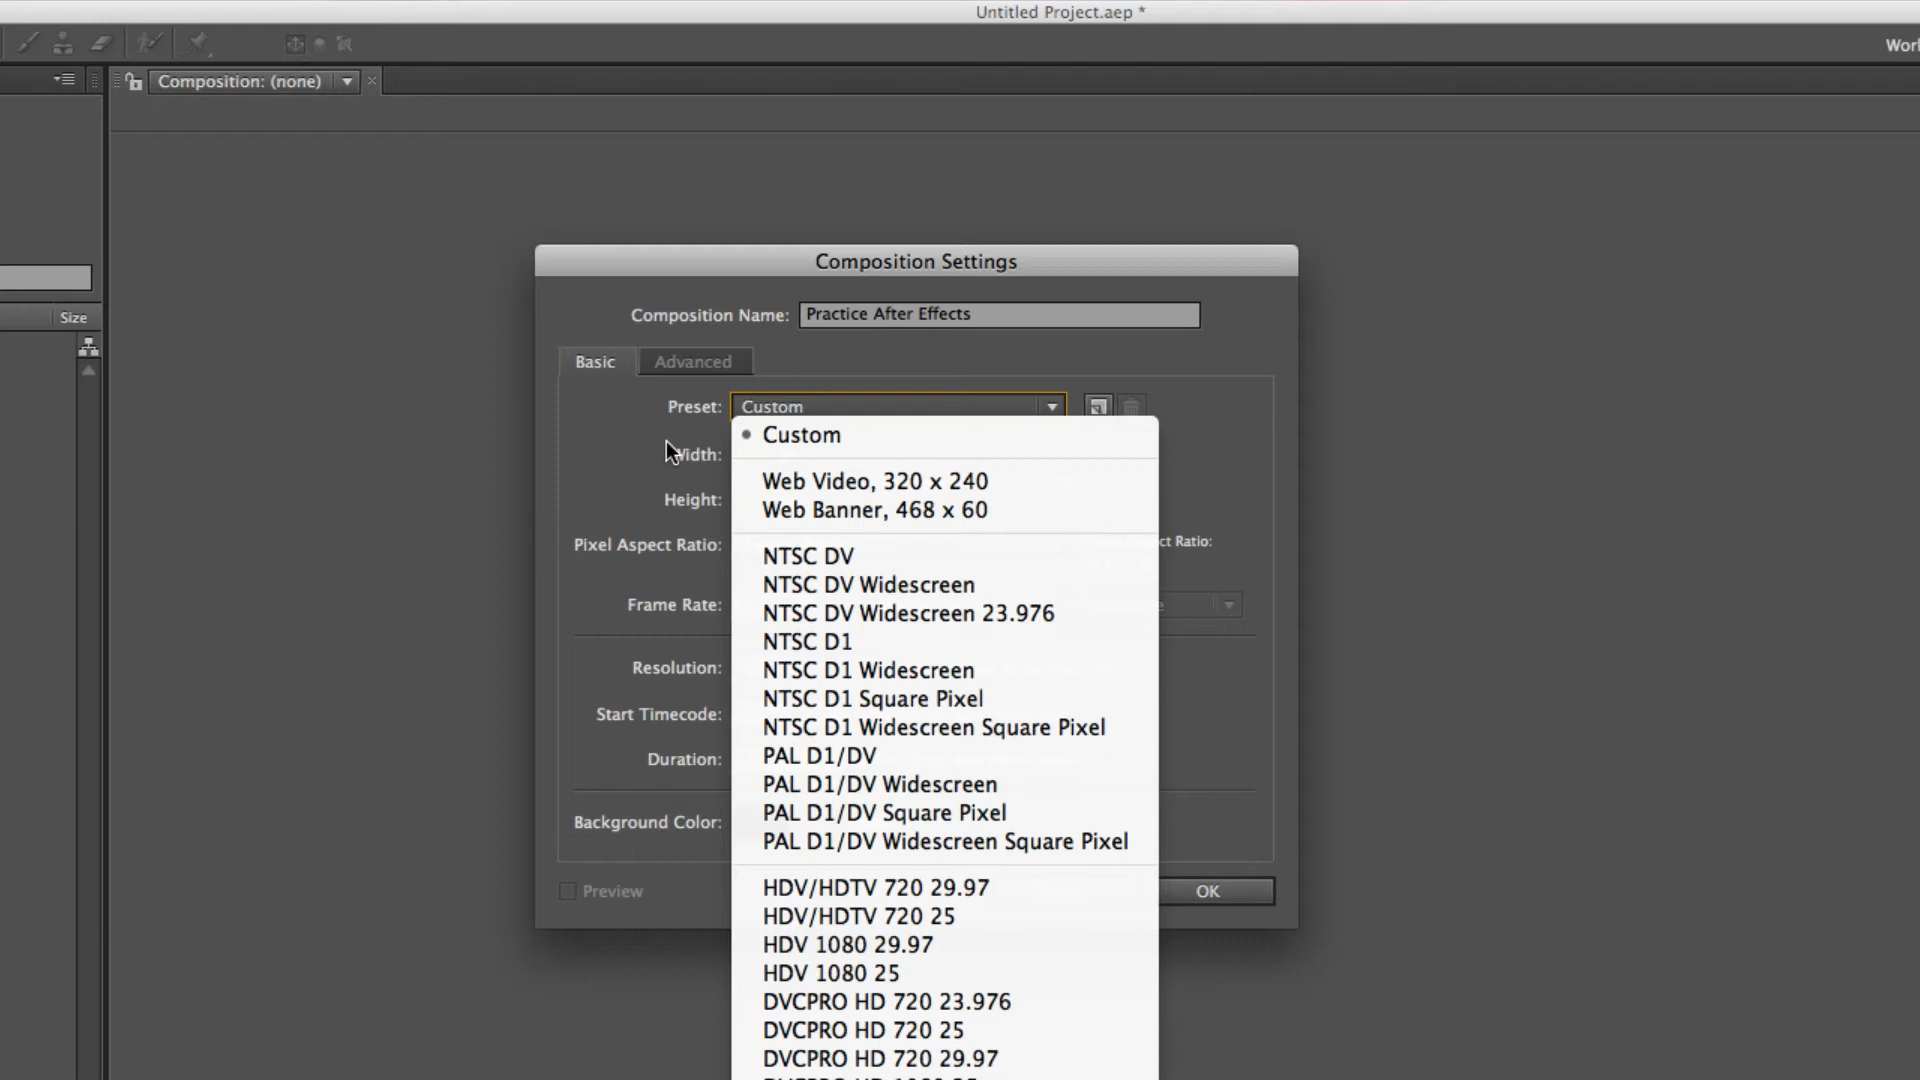 Untitled Project.aep *
Composition: (none)
Size
Composition Settings
Composition Name: Practice After Effects
Basic
Advanced
Preset: Custom
Custom
Width:
Web Video, 320 x 240
Height:
Web Banner, 468 x 60
Pixel Aspect Ratio:
Ratio:
NTSC DV
NTSC DV Widescreen
Frame Rate:
NTSC DV Widescreen 23.976
NTSC D1
Resolution:
NTSC D1 Widescreen
NTSC D1 Square Pixel
Start Timecode:
NTSC D1 Widescreen Square Pixel
Duration:
PAL D1/DV
PAL D1/DV Widescreen
PAL D1/DV Square Pixel
Background Color:
PAL D1/DV Widescreen Square Pixel
Preview
HDV/HDTV 720 29.97
OK
HDV/HDTV 720 25
HDV 1080 29.97
HDV 1080 25
DVCPRO HD 720 23.976
DVCPRO HD 720 25
DVCPRO HD 720 29.97